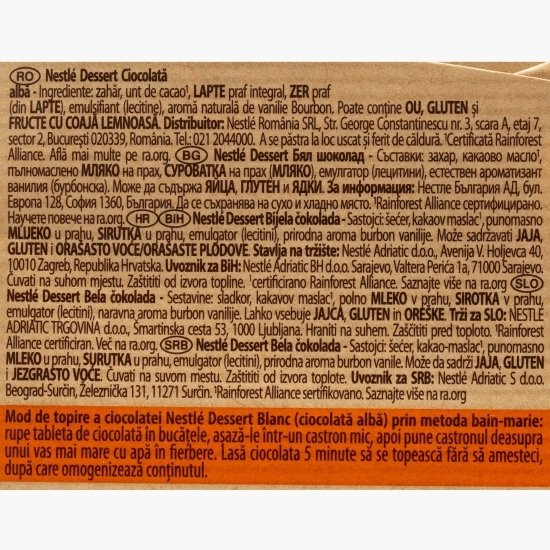 (RO) Nestlé Dessert Ciocolată
albă - Ingrediente: zahăr, unt de cacao¹, LAPTE praf integral, ZER praf
(din LAPTE), emulsifiant (lecitine), aromă naturală de vanilie Bourbon. Poate conține OU, GLUTEN și
FRUCTE CU COAJĂ LEMNOASĂ. Distribuitor: Nestlé România SRL, Str. George Constantinescu nr. 3, scara A, etaj 7,
sector 2, București 020339, România. Tel.: 021 2044000. A se păstra la loc uscat și ferit de căldură. ¹Certificată Rainforest
Alliance. Află mai multe pe ra.org. (BG) Nestlé Dessert Бял шоколад - Съставки: захар, какаово масло¹,
пълномаслено МЛЯКО на прах, СУРОВАТКА на прах (МЛЯКО), емулгатор (лецитини), естествен ароматизант
ванилия (бурбонска). Може да съдържа ЯЙЦА, ГЛУТЕН и ЯДКИ. За информация: Нестле България АД, бул.
Европа 128, София 1360, България. Да се съхранява на сухо и хладно място. ¹Rainforest Alliance сертифицирано.
Научете повече на ra.org. (HR) (BIH) Nestlé Dessert Bijela čokolada - Sastojci: šećer, kakaov maslac¹, punomasno
MLIJEKO u prahu, SIRUTKA u prahu, emulgator (lecitini), prirodna aroma burbon vanilije. Može sadržavati JAJA,
GLUTEN i ORAŠASTO VOĆE/ORAŠASTE PLODOVE. Stavlja na tržište: Nestlé Adriatic d.o.o., Avenija V. Holjevca 40,
10010 Zagreb, Republika Hrvatska. Uvoznik za BiH: Nestlé Adriatic BH d.o.o. Sarajevo, Valtera Perića 1a, 71000 Sarajevo.
Čuvati na suhom mjestu. Zaštititi od izvora topline. ¹certificirano Rainforest Alliance. Saznajte više na ra.org (SLO)
Nestlé Dessert Bela čokolada - Sestavine: sladkor, kakavov maslac¹, polno MLEKO v prahu, SIROTKA v prahu,
emulgator (lecitini), naravna aroma burbon vanilije. Lahko vsebuje JAJCA, GLUTEN in OREŠKE. Trži za SLO: NESTLÉ
ADRIATIC TRGOVINA d.o.o., Šmartinska cesta 53, 1000 Ljubljana. Hraniti na suhem. Zaščititi pred toploto. ¹Rainforest
Alliance certificiran. Več na ra.org. (SRB) Nestlé Dessert Bela čokolada - Sastojci: šećer, kakao-maslac¹, punomasno
MLEKO u prahu, SURUTKA u prahu, emulgator (lecitini), prirodna aroma burbon vanile. Može da sadrži JAJA, GLUTEN
i JEZGRASTO VOĆE. Čuvati na suvom mestu. Zaštititi od izvora toplote. Uvoznik za SRB: Nestlé Adriatic S d.o.o.
Beograd-Surčin, Železnička 131, 11271 Surčin. ¹Rainforest Alliance sertifikovano. Saznajte više na ra.org
Mod de topire a ciocolatei Nestlé Dessert Blanc (ciocolată albă) prin metoda bain-marie:
rupe tableta de ciocolată în bucățele, așază-le într-un castron mic, apoi pune castronul deasupra
unui vas mai mare cu apă în fierbere. Lasă ciocolata 5 minute să se topească fără să amesteci,
după care omogenizează conținutul.